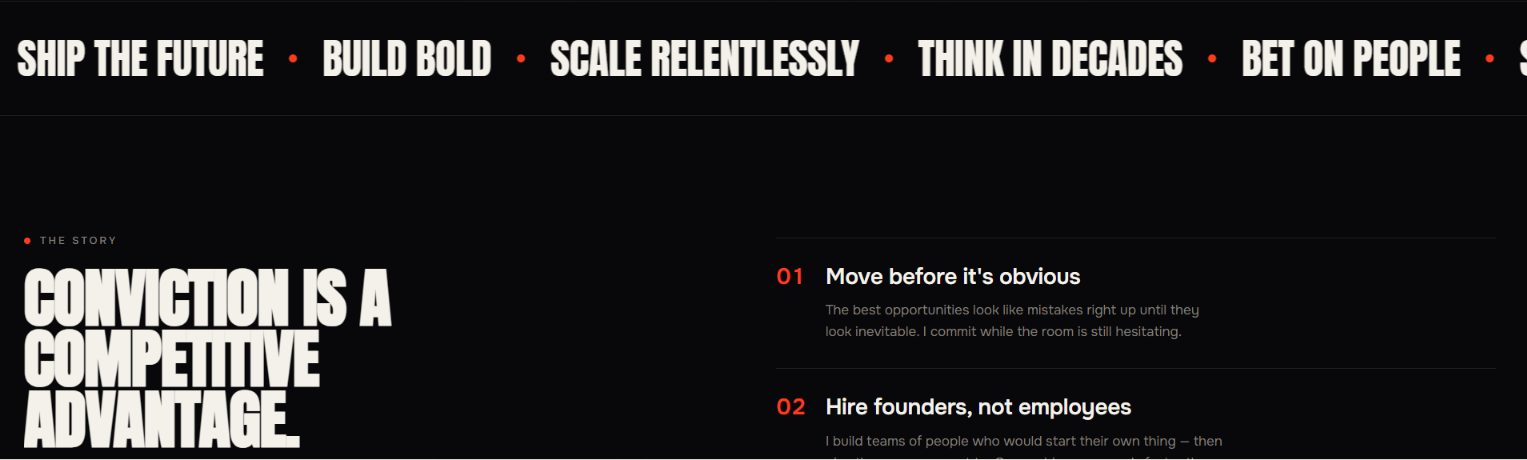 SHIP THE FUTURE • BUILD BOLD • SCALE RELENTLESSLY • THINK IN DECADES • BET ON PEOPLE •
THE STORY
CONVICTION IS A
COMPETITIVE
ADVANTAGE.
01 Move before it's obvious
The best opportunities look like mistakes right up until they
look inevitable. I commit while the room is still hesitating.
02 Hire founders, not employees
I build teams of people who would start their own thing — then